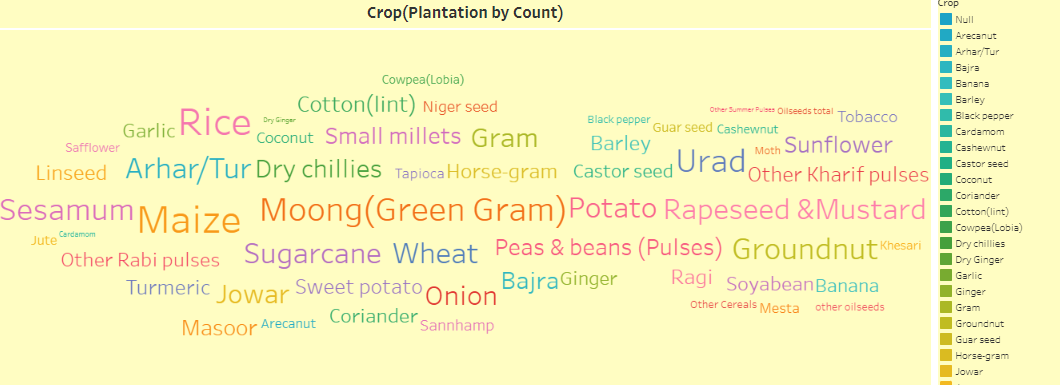 Crop(Plantation by Count)
Cowpea(Lobia)
Cotton(lint) Niger seed
Rice
Garlic
Dry Ginger
Coconut Small millets Gram
Safflower
Linseed Arhar/Tur Dry chillies Tapioca Horse-gram
Other Summer Pulses Oilseeds total Tobacco
Black pepper Guar seed Cashewnut
Barley Moth Sunflower
Castor seed Urad Other Kharif pulses
Sesamum Maize Moong(Green Gram) Potato Rapeseed &Mustard
Jute Cardamom
Other Rabi pulses Sugarcane Wheat Peas & beans (Pulses) Groundnut Khesari
Turmeric Jowar Sweet potato Onion Bajra Ginger Ragi Soyabean Banana
Masoor Arecanut Coriander Sannhamp
Other Cereals Mesta other oilseeds
Crop
Null
Arecanut
Arhar/Tur
Bajra
Banana
Barley
Black pepper
Cardamom
Cashewnut
Castor seed
Coconut
Coriander
Cotton(lint)
Cowpea(Lobia)
Dry chillies
Dry Ginger
Garlic
Ginger
Gram
Groundnut
Guar seed
Horse-gram
Jowar